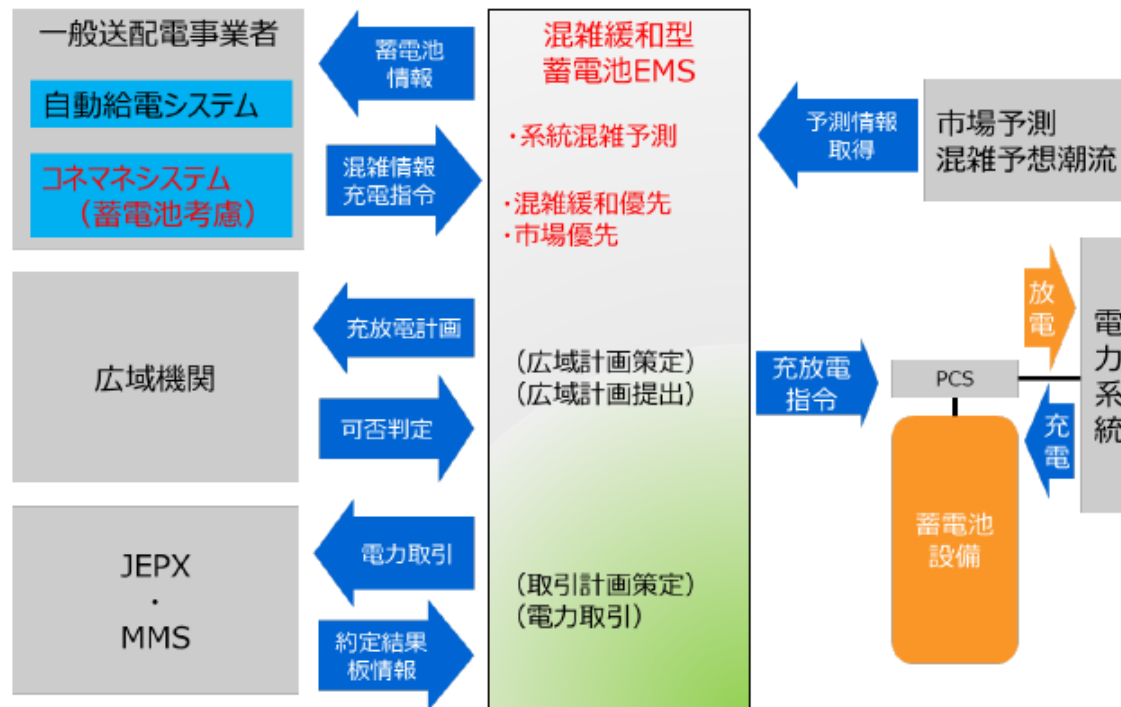 一般送配電事業者
自動給電システム
コネマネシステム
（蓄電池考慮）
蓄電池
情報
混雑情報
充電指令
混雑緩和型
蓄電池EMS
・系統混雑予測
・混雑緩和優先
・市場優先
予測情報
取得
市場予測
混雑予想潮流
広域機関
充放電計画
可否判定
（広域計画策定）
（広域計画提出）
充放電
指令
PCS
放
電
充
電
電
力
系
統
蓄電池
設備
JEPX
・
MMS
電力取引
約定結果
板情報
（取引計画策定）
（電力取引）